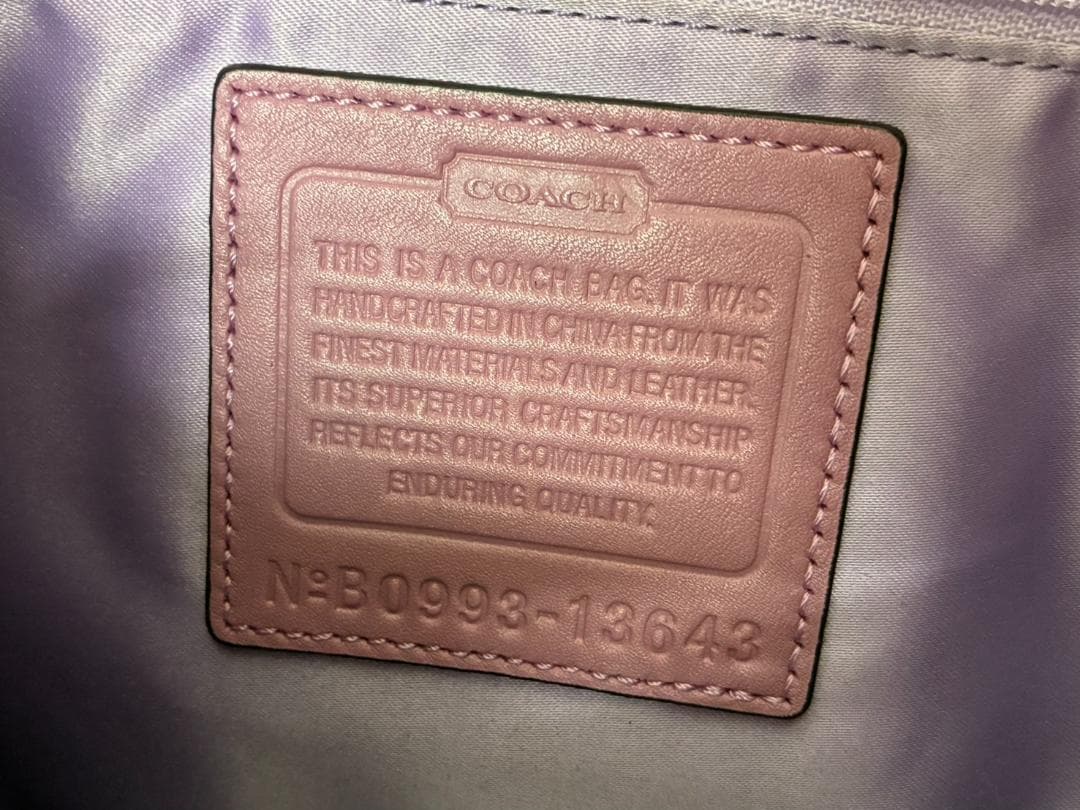 COACH
THIS IS A COACH BAG. IT WAS
HANDCRAFTED IN CHINA FROM THE
FINEST MATERIALS AND LEATHER.
ITS SUPERIOR CRAFTSMANSHIP
REFLECTS OUR COMMITMENT TO
ENDURING QUALITY.
№B0993-13643